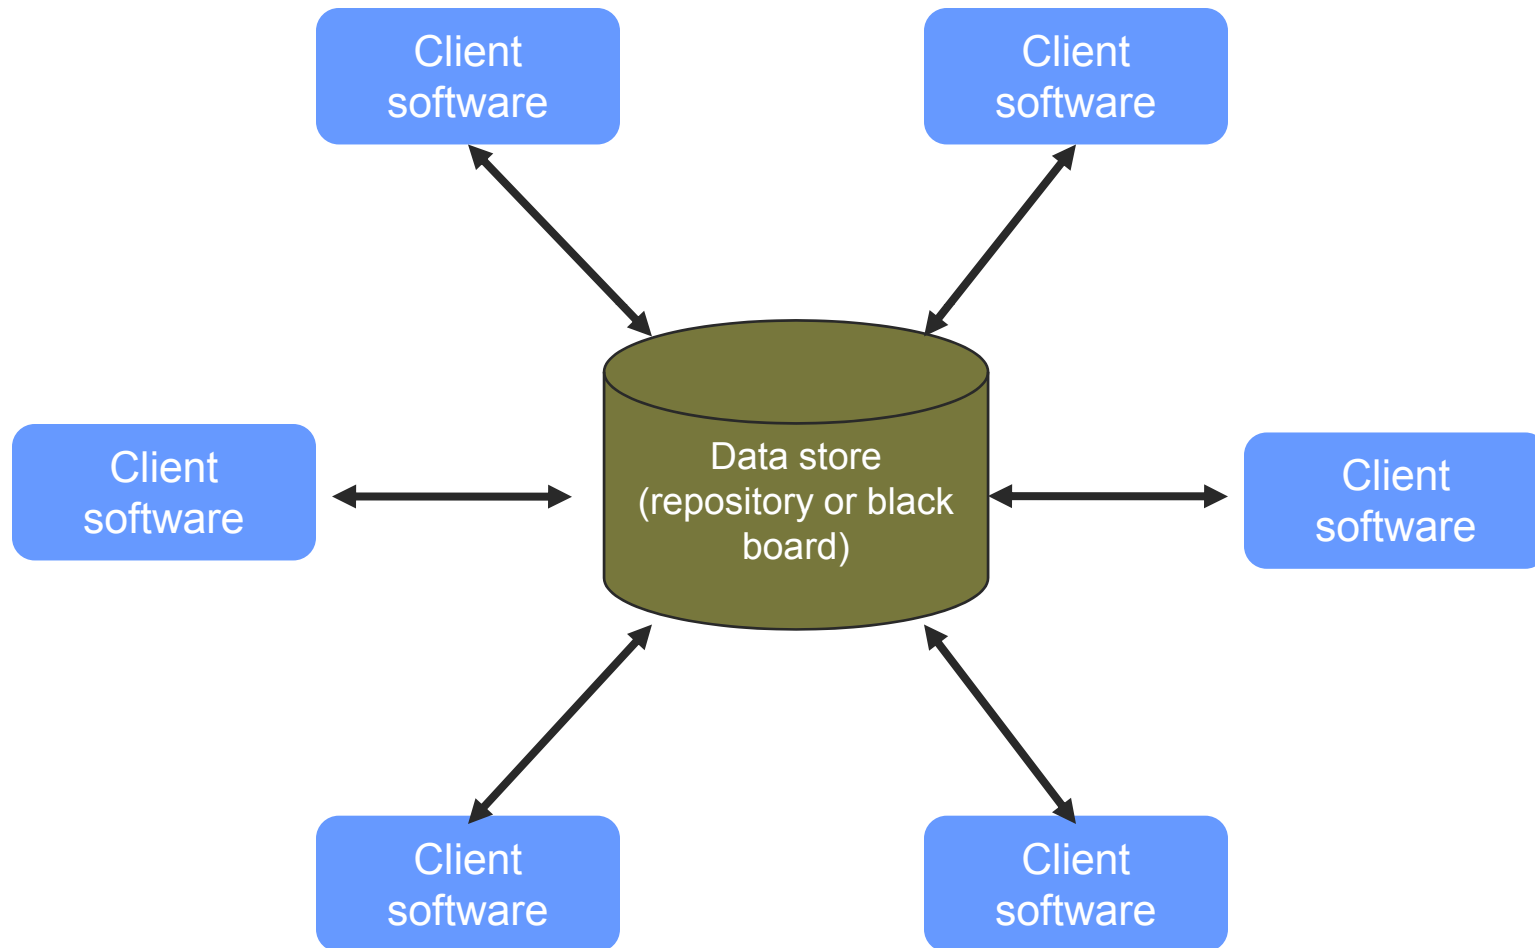 Client
software
Client
software
Data store
(repository or black
board)
Client
software
Client
software
Client
software
Client
software